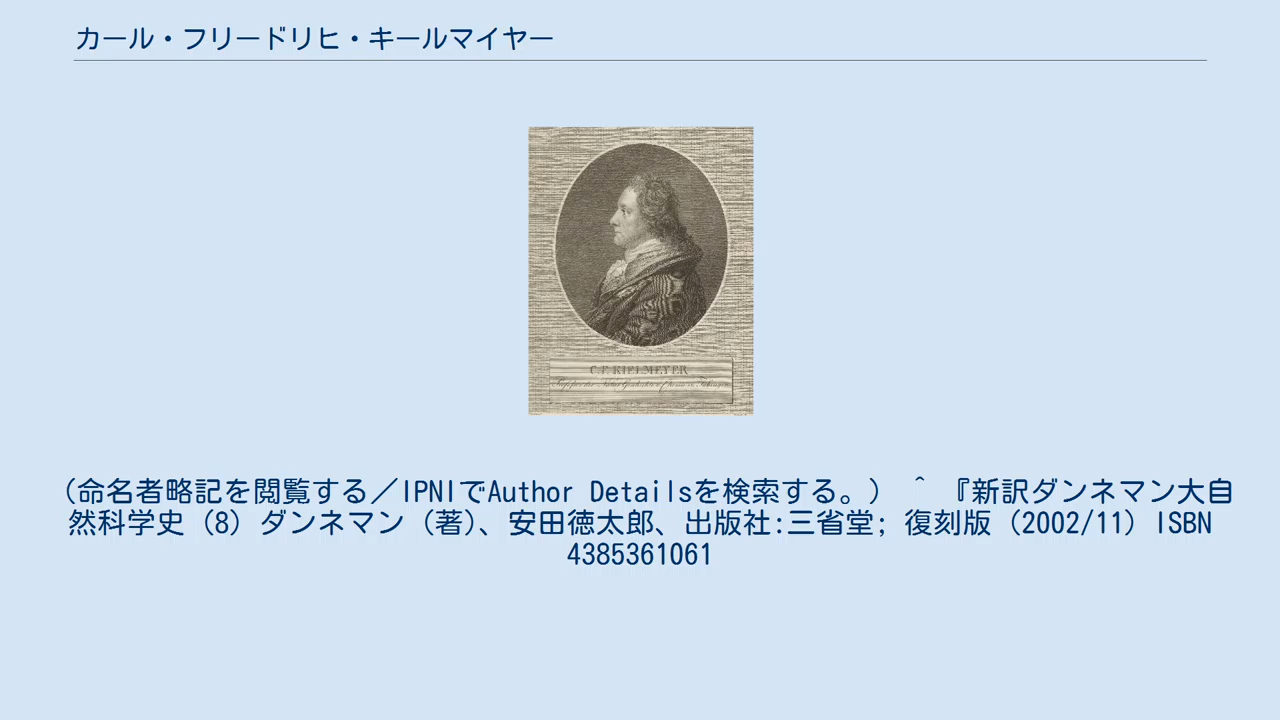 カール・フリードリヒ・キールマイヤー
C.F. KIELMEYER
(命名者略記を閲覧する／IPNIでAuthor Detailsを検索する。) ^ 『新訳ダンネマン大自
然科学史 (8) ダンネマン (著)、安田徳太郎、出版社:三省堂; 復刻版 (2002/11) ISBN
4385361061